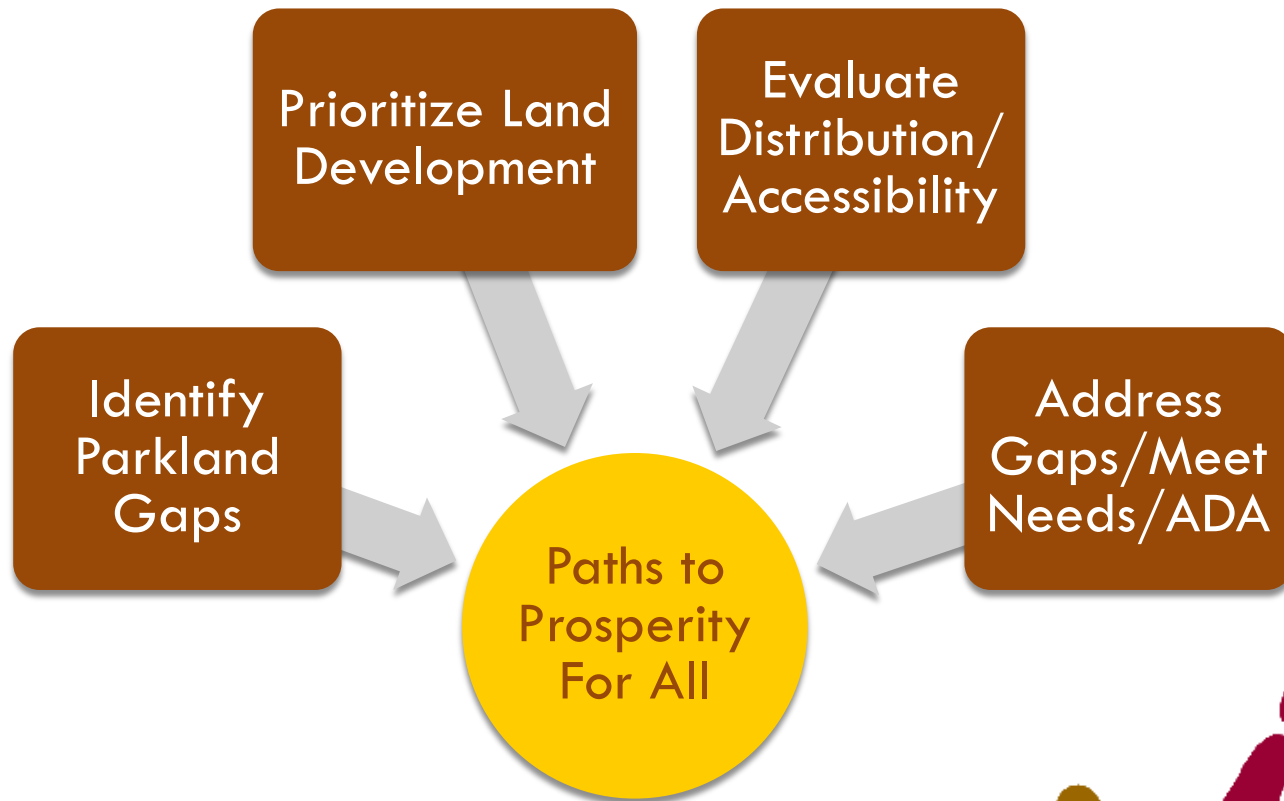 Prioritize Land
Development
Evaluate
Distribution/
Accessibility
Identify
Parkland
Gaps
Address
Gaps/Meet
Needs/ADA
Paths to
Prosperity
For All